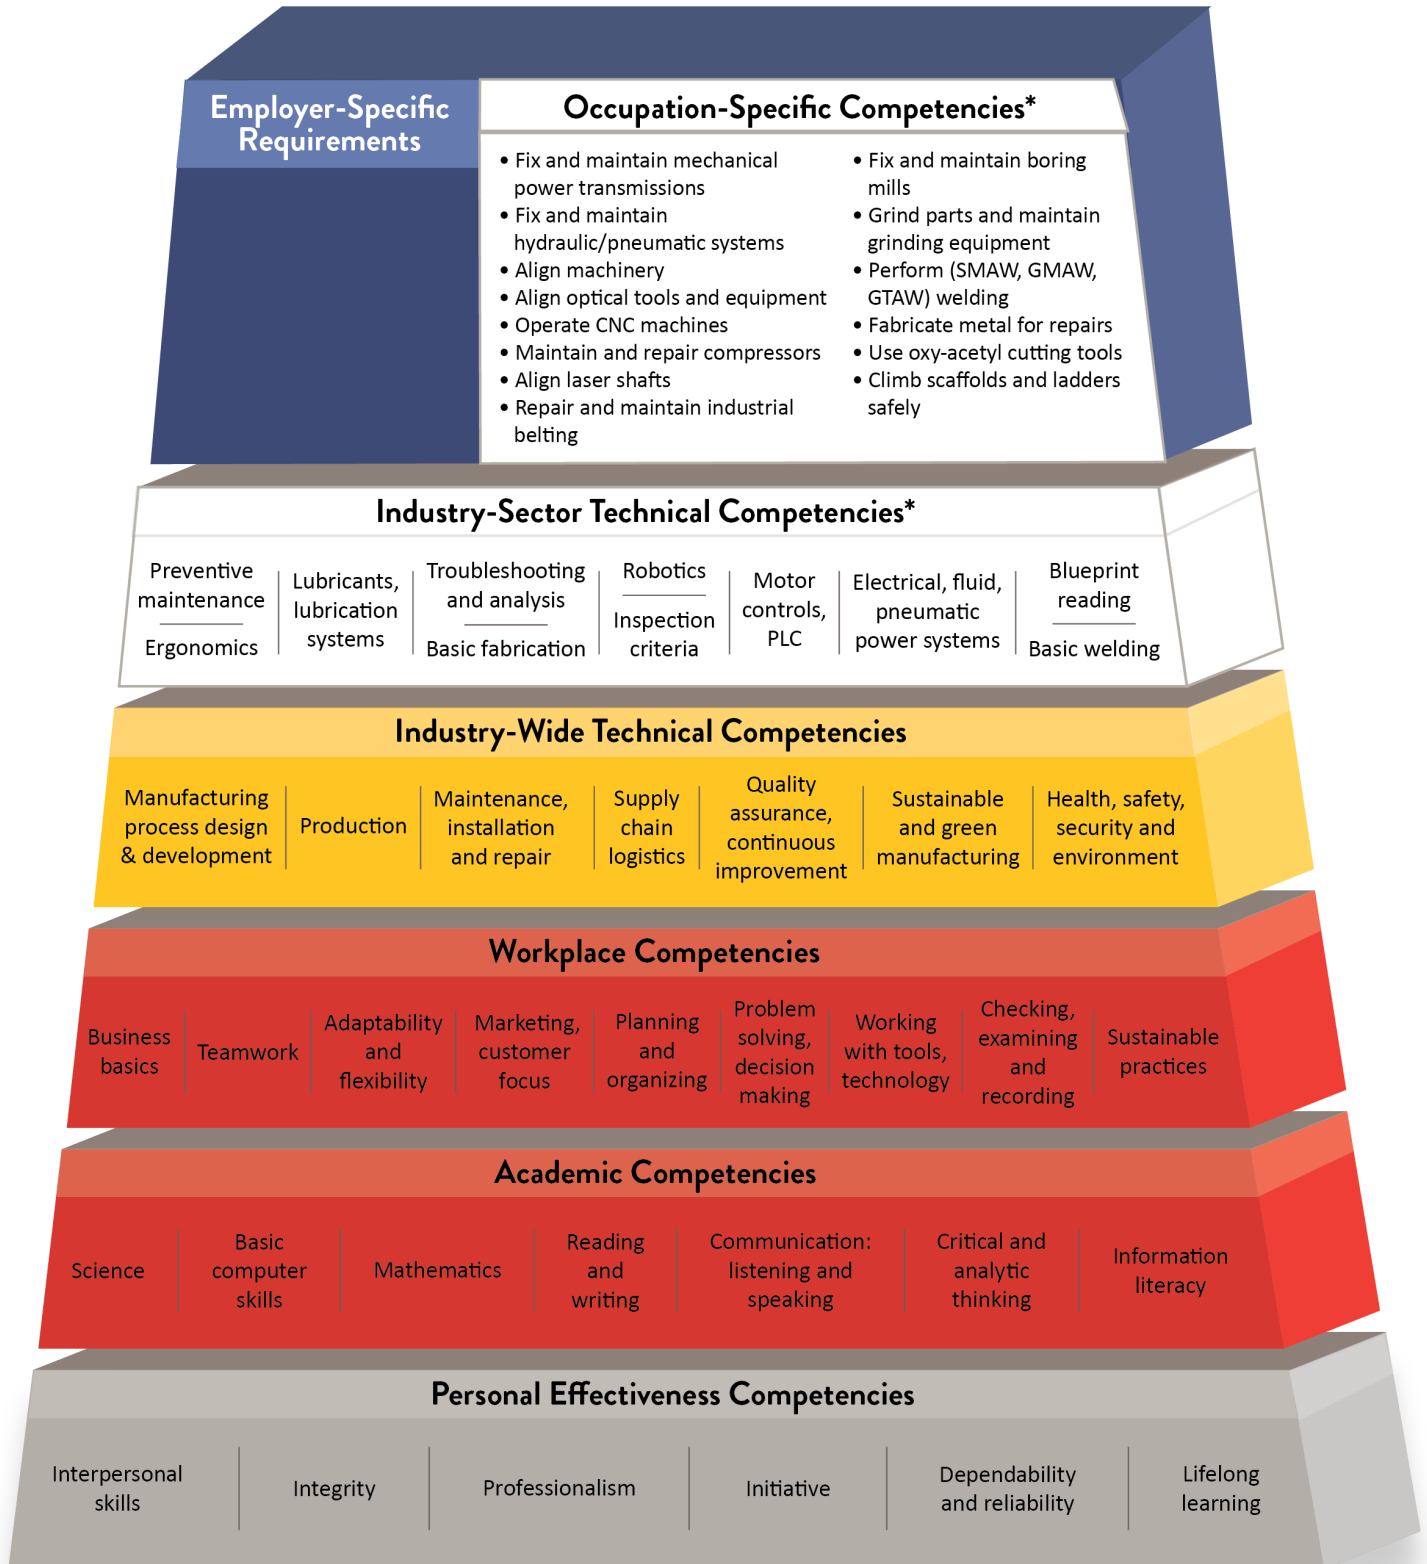 Employer-Specific
Requirements
Occupation-Specific Competencies*
• Fix and maintain mechanical
power transmissions
• Fix and maintain
hydraulic/pneumatic systems
• Align machinery
• Align optical tools and equipment
• Operate CNC machines
• Maintain and repair compressors
• Align laser shafts
• Repair and maintain industrial
belting
• Fix and maintain boring
mills
• Grind parts and maintain
grinding equipment
• Perform (SMAW, GMAW,
GTAW) welding
• Fabricate metal for repairs
• Use oxy-acetyl cutting tools
• Climb scaffolds and ladders
safely
Industry-Sector Technical Competencies*
Preventive
maintenance
Ergonomics
Lubricants,
lubrication
systems
Troubleshooting
and analysis
Basic fabrication
Robotics
Inspection
criteria
Motor
controls,
PLC
Electrical, fluid,
pneumatic
power systems
Blueprint
reading
Basic welding
Industry-Wide Technical Competencies
Manufacturing
process design
& development
Production
Maintenance,
installation
and repair
Supply
chain
logistics
Quality
assurance,
continuous
improvement
Sustainable
and green
manufacturing
Health, safety,
security and
environment
Workplace Competencies
Business
basics
Teamwork
Adaptability
and
flexibility
Marketing,
customer
focus
Planning
and
organizing
Problem
solving,
decision
making
Working
with tools,
technology
Checking,
examining
and
recording
Sustainable
practices
Academic Competencies
Science
Basic
computer
skills
Mathematics
Reading
and
writing
Communication:
listening and
speaking
Critical and
analytic
thinking
Information
literacy
Personal Effectiveness Competencies
Interpersonal
skills
Integrity
Professionalism
Initiative
Dependability
and reliability
Lifelong
learning